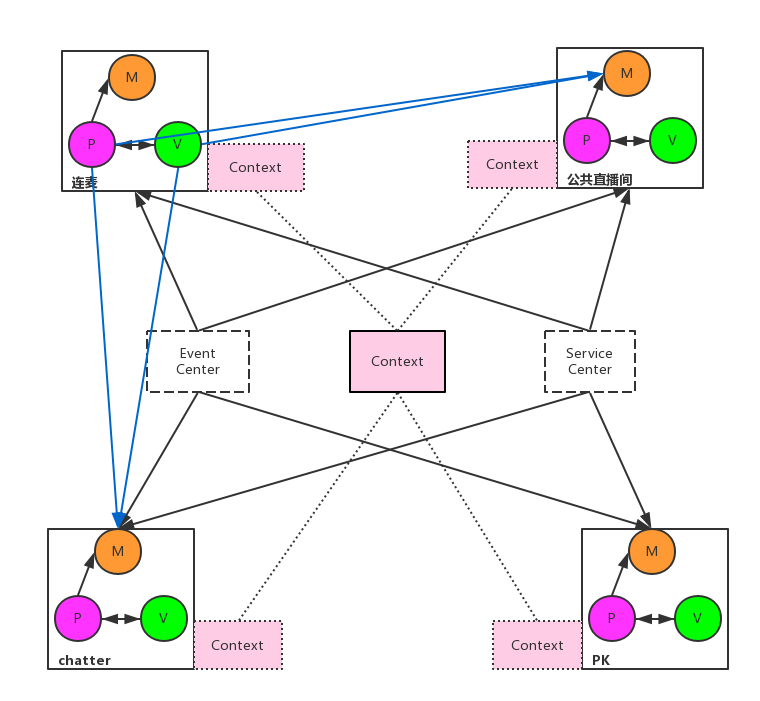 M
P
V
连麦
Context
M
P
V
公共直播间
Context
Event
Center
Context
Service
Center
M
P
V
chatter
Context
M
P
V
PK
Context